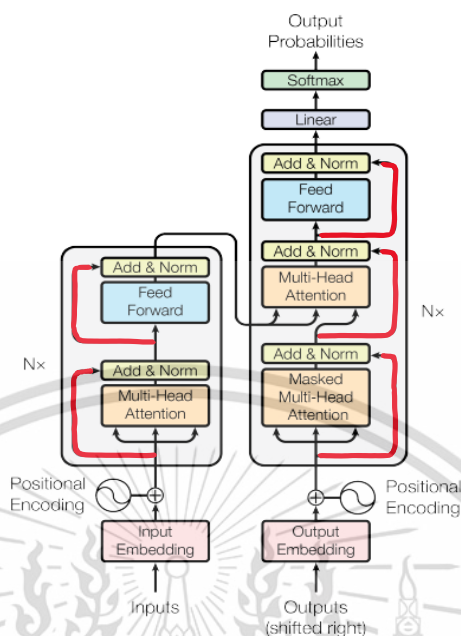 Output
Probabilities
Softmax
Linear
Add & Norm
Feed
Forward
Add & Norm
Multi-Head
Attention
Add & Norm
Masked
Multi-Head
Attention
Nx
Positional
Encoding
Output
Embedding
Outputs
(shifted right)
Add & Norm
Feed
Forward
Add & Norm
Multi-Head
Attention
Nx
Positional
Encoding
Input
Embedding
Inputs